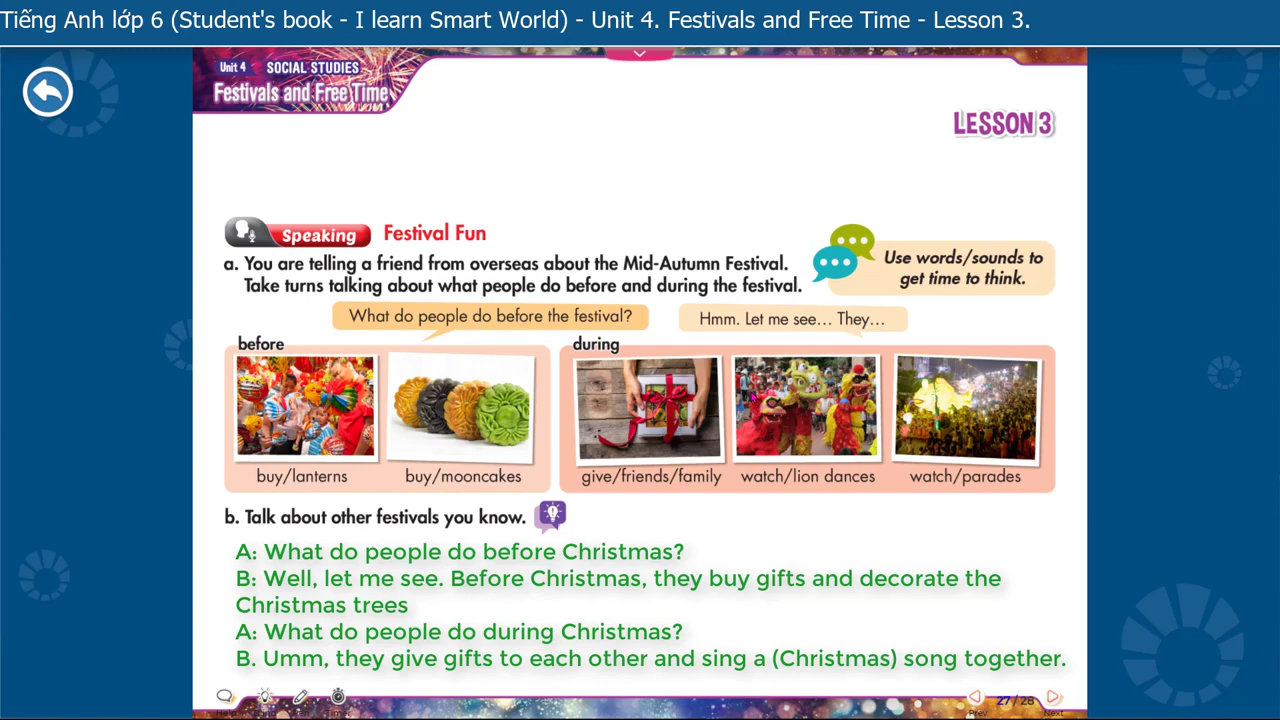 Tiếng Anh lớp 6 (Student's book - I learn Smart World) - Unit 4. Festivals and Free Time - Lesson 3.
Unit 4 SOCIAL STUDIES
Festivals and Free Time
LESSON 3
Speaking Festival Fun
a. You are telling a friend from overseas about the Mid-Autumn Festival.
Take turns talking about what people do before and during the festival.
Use words/sounds to
get time to think.
What do people do before the festival?
Hmm. Let me see... They...
before
during
buy/lanterns
buy/mooncakes
give/friends/family
watch/lion dances
watch/parades
b. Talk about other festivals you know.
A: What do people do before Christmas?
B: Well, let me see. Before Christmas, they buy gifts and decorate the
Christmas trees
A: What do people do during Christmas?
B. Umm, they give gifts to each other and sing a (Christmas) song together.
27 / 28
Prev
Next